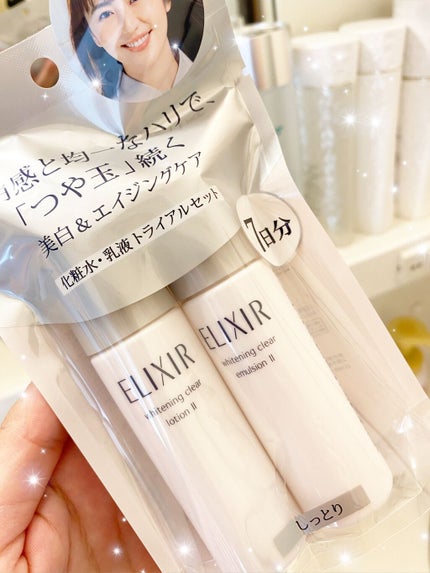 感と均一なハリで、
「つや玉」続く
美白&エイジングケア
化粧水・乳液トライアルセット
7日分
ELIXIR
whitening clear
lotion II
ELIXIR
whitening clear
emulsion II
しっとり